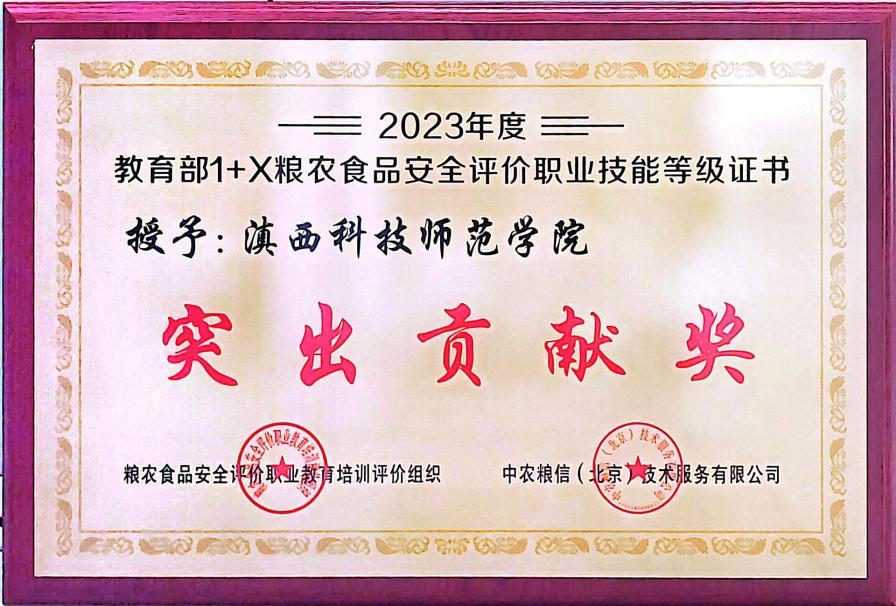 2023年度
教育部1+X粮农食品安全评价职业技能等级证书
授予：滇西科技师范学院
突出贡献奖
粮农食品安全评价职业教育培训评价组织
中农粮信（北京）技术服务有限公司